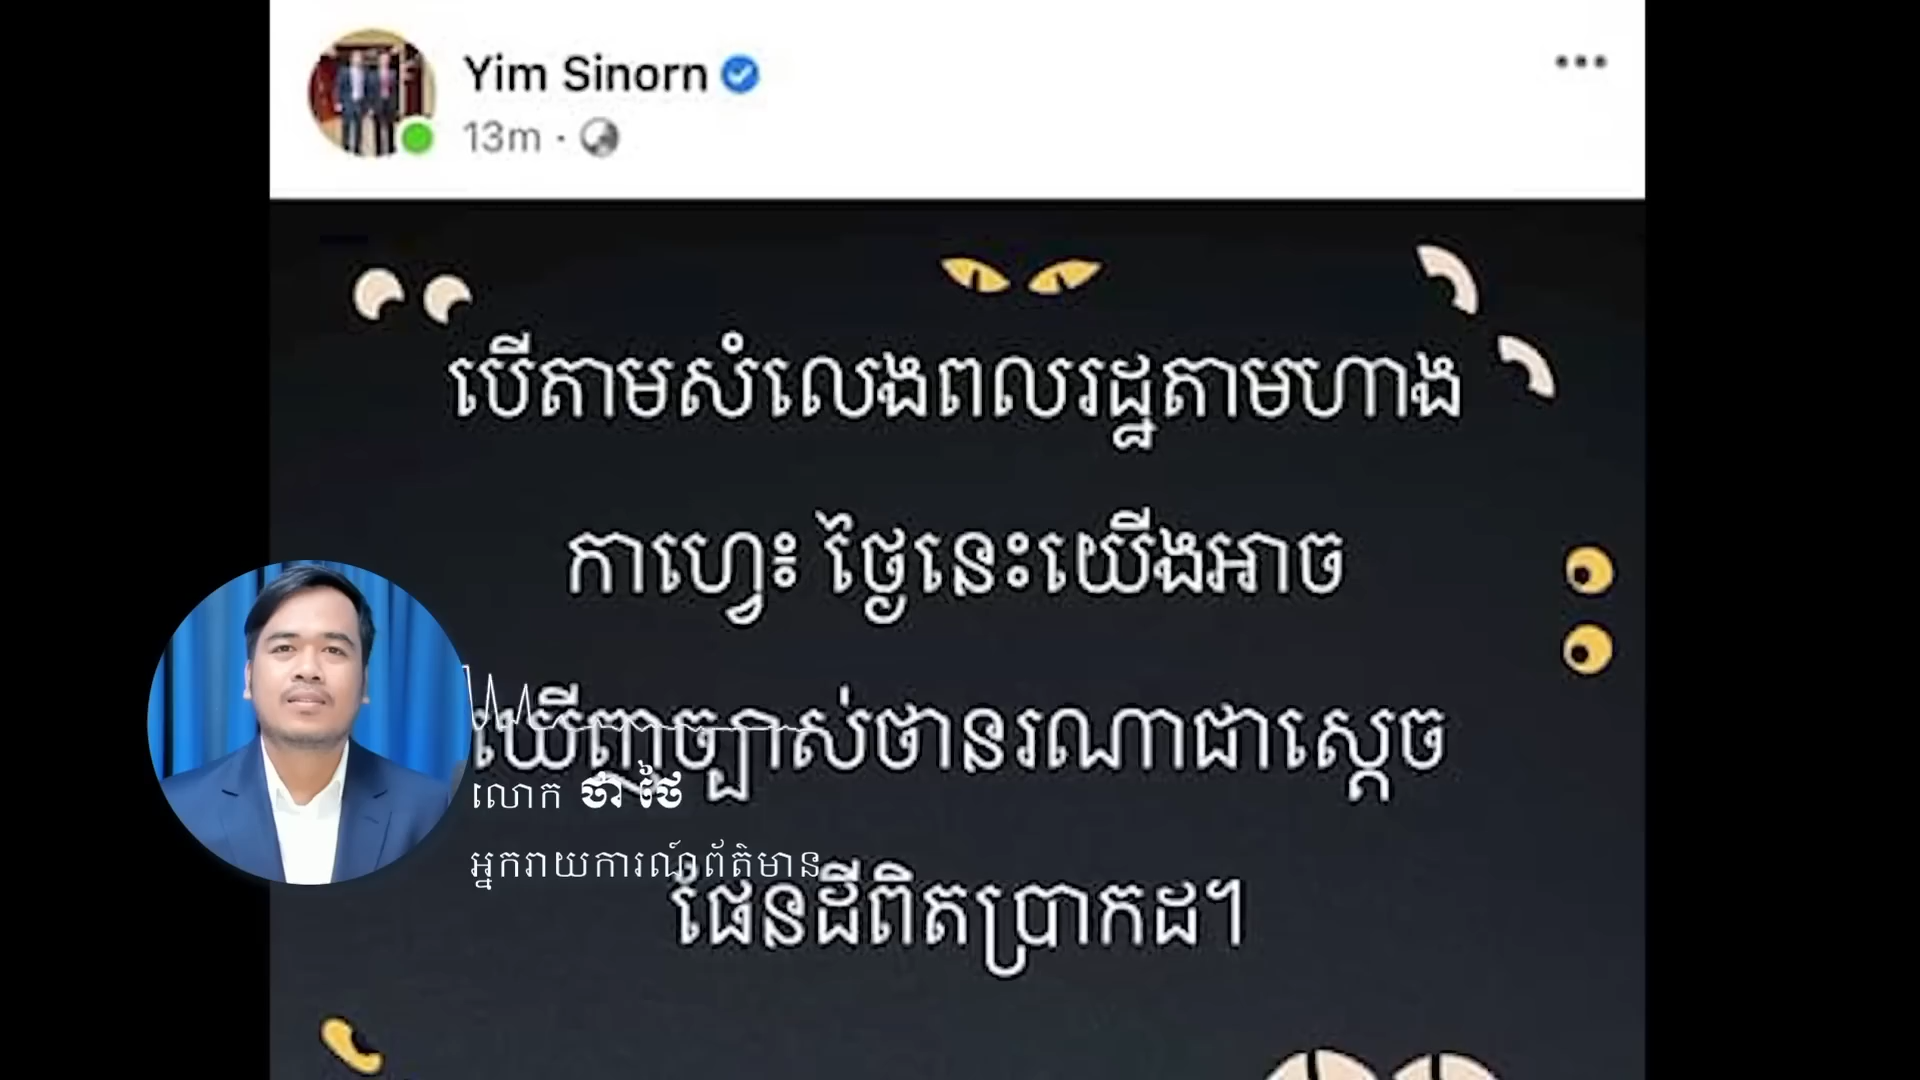 Yim Sinorn
13m ·
បើតាមសំលេងពលរដ្ឋតាមហាង
កាហ្វេ៖ ថ្ងៃនេះយើងអាច
ឃើញច្បាស់ថានរណាជាស្តេច
ផែនដីពិតប្រាកដ។
លោក ចាំ ថៃ
អ្នករាយការណ៍ព័ត៌មាន